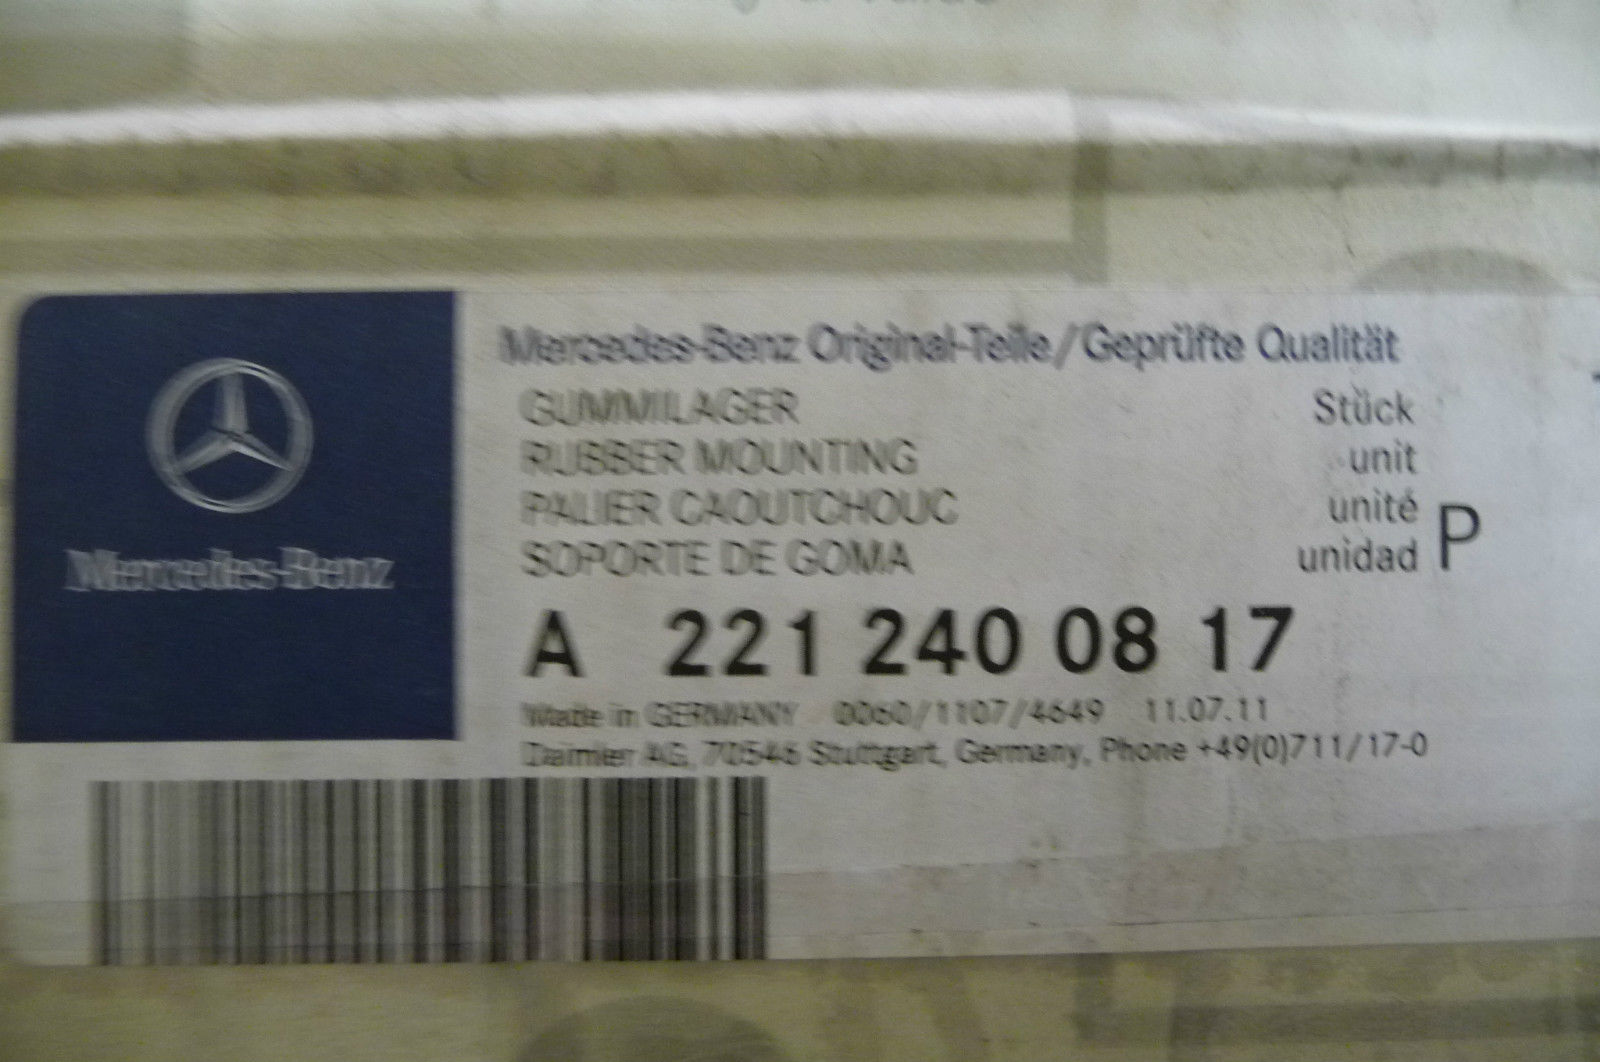 Mercedes-Benz
Mercedes-Benz Original-Teile/Geprüfte Qualität
GUMMILAGER Stück
RUBBER MOUNTING unit
PALIER CAOUTCHOUC unité
SOPORTE DE GOMA unidad P
A 221 240 08 17
Made in GERMANY 0060/1107/4649 11.07.11
Daimler AG, 70546 Stuttgart, Germany, Phone +49(0)711/17-0